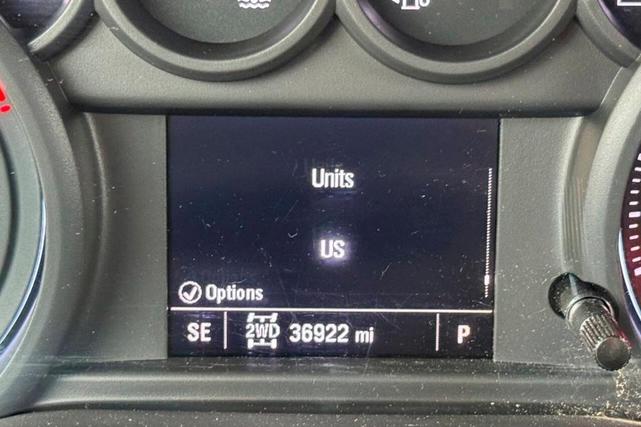 Units
US
Options
SE 2WD 36922 mi P